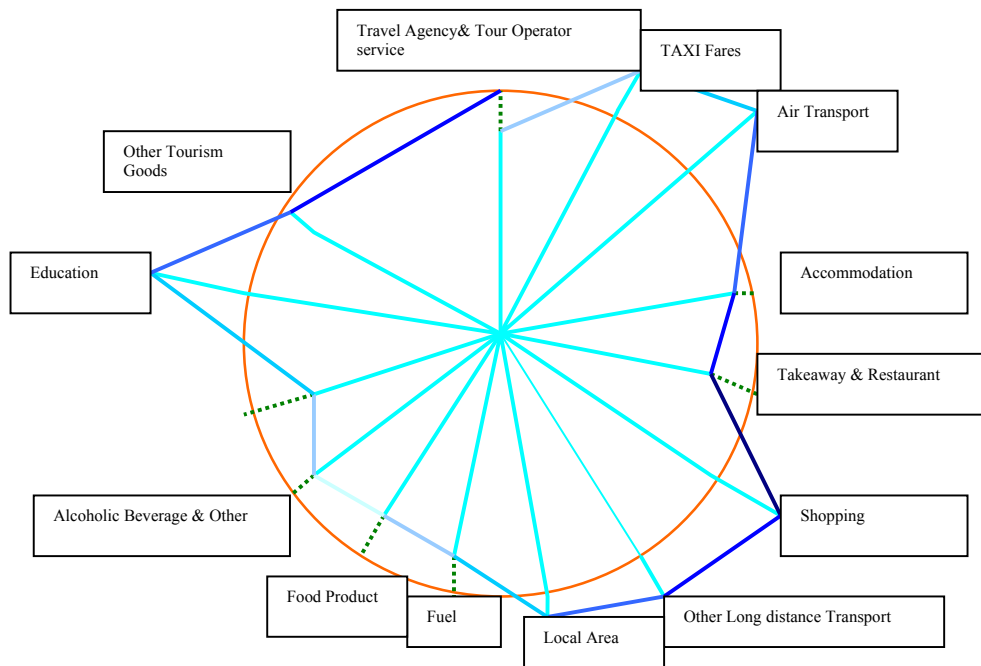 Travel Agency& Tour Operator
service
TAXI Fares
Air Transport
Other Tourism
Goods
Education
Accommodation
Takeaway & Restaurant
Alcoholic Beverage & Other
Shopping
Food Product
Fuel
Local Area
Other Long distance Transport